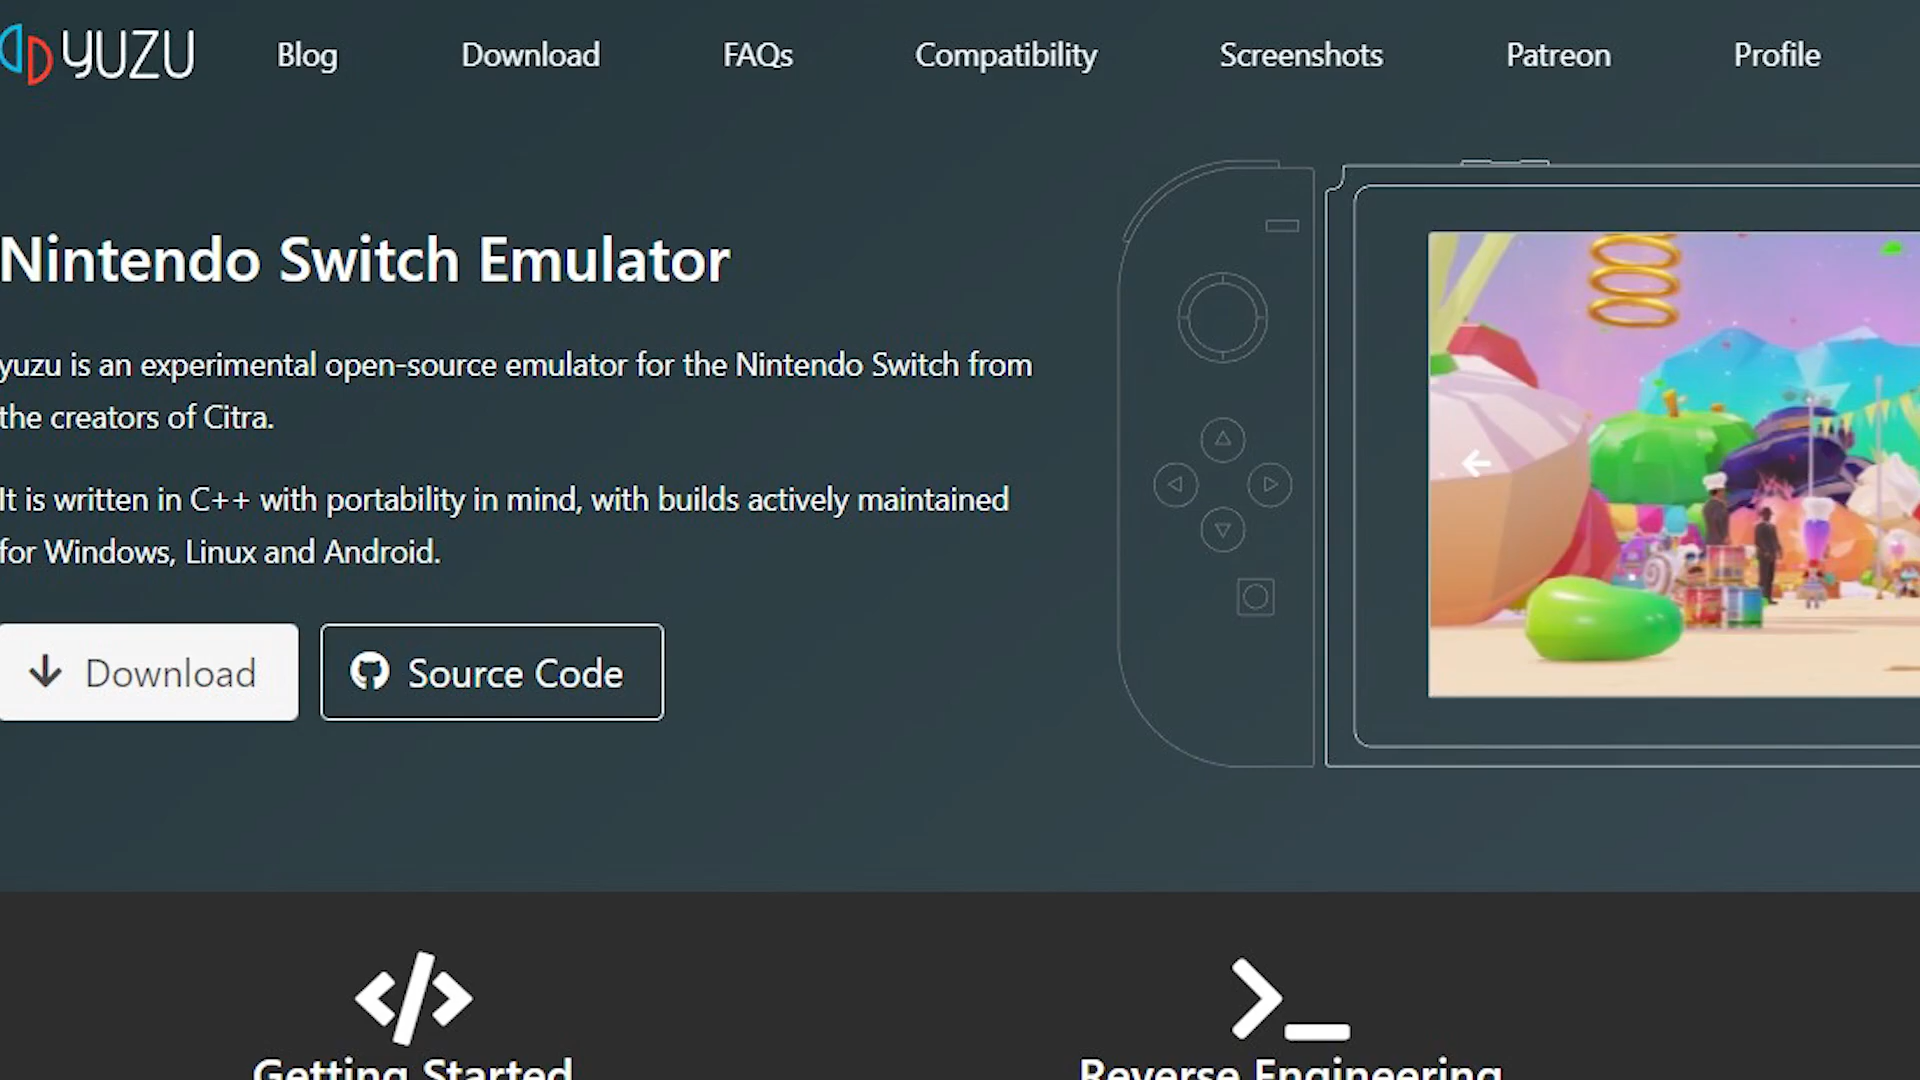 YUZU
Blog
Download
FAQs
Compatibility
Screenshots
Patreon
Profile
Nintendo Switch Emulator
yuzu is an experimental open-source emulator for the Nintendo Switch from
the creators of Citra.
It is written in C++ with portability in mind, with builds actively maintained
for Windows, Linux and Android.
Download
Source Code
Getting Started
Reverse Engineering